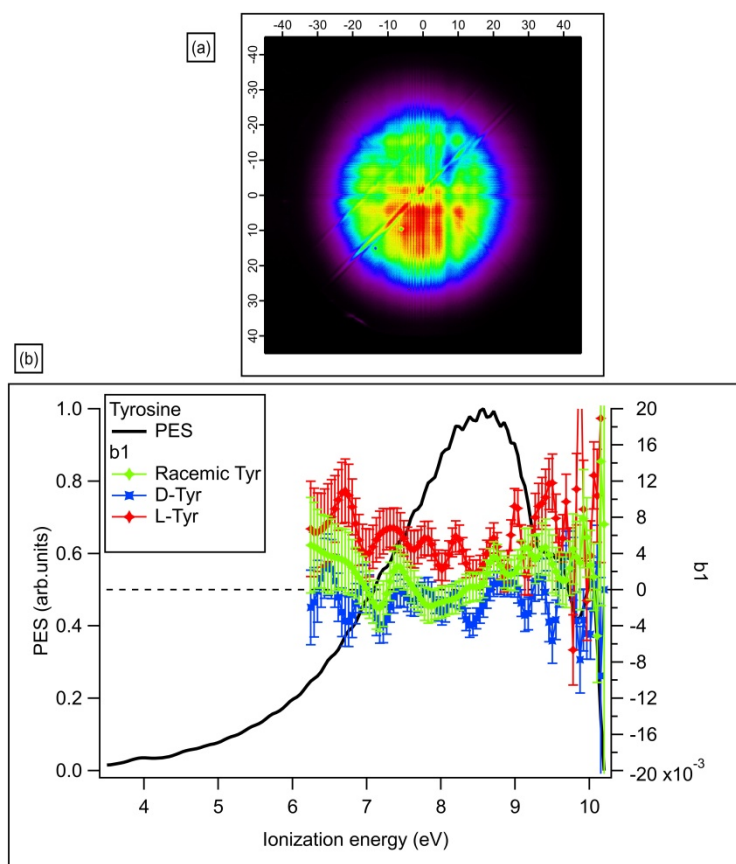 (a)
-40 -30 -20 -10 0 10 20 30 40
-40
-30
-20
-10
0
10
20
30
40
(b)
Tyrosine
PES
b1
Racemic Tyr
D-Tyr
L-Tyr
PES (arb.units)
1.0
0.8
0.6
0.4
0.2
0.0
20
16
12
8
4
0
-4
-8
-12
-16
-20 x10⁻³
b1
4 5 6 7 8 9 10
Ionization energy (eV)